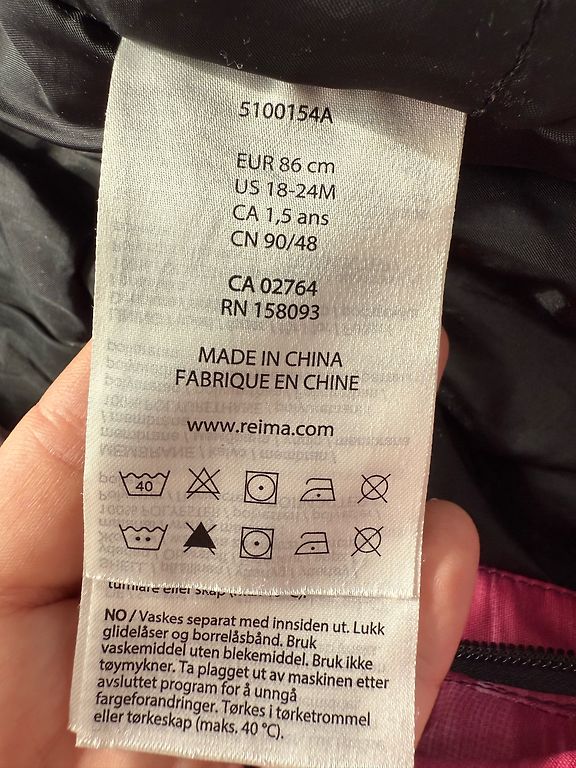 5100154A
EUR 86 cm
US 18-24M
CA 1,5 ans
CN 90/48
CA 02764
RN 158093
MADE IN CHINA
FABRIQUE EN CHINE
www.reima.com
40
NO / Vaskes separat med innsiden ut. Lukk
glidelåser og borrelåsbånd. Bruk
vaskemiddel uten blekemiddel. Bruk ikke
tøymykner. Ta plagget ut av maskinen etter
avsluttet program for å unngå
fargeforandringer. Tørkes i tørketrommel
eller tørkeskap (maks. 40 °C).